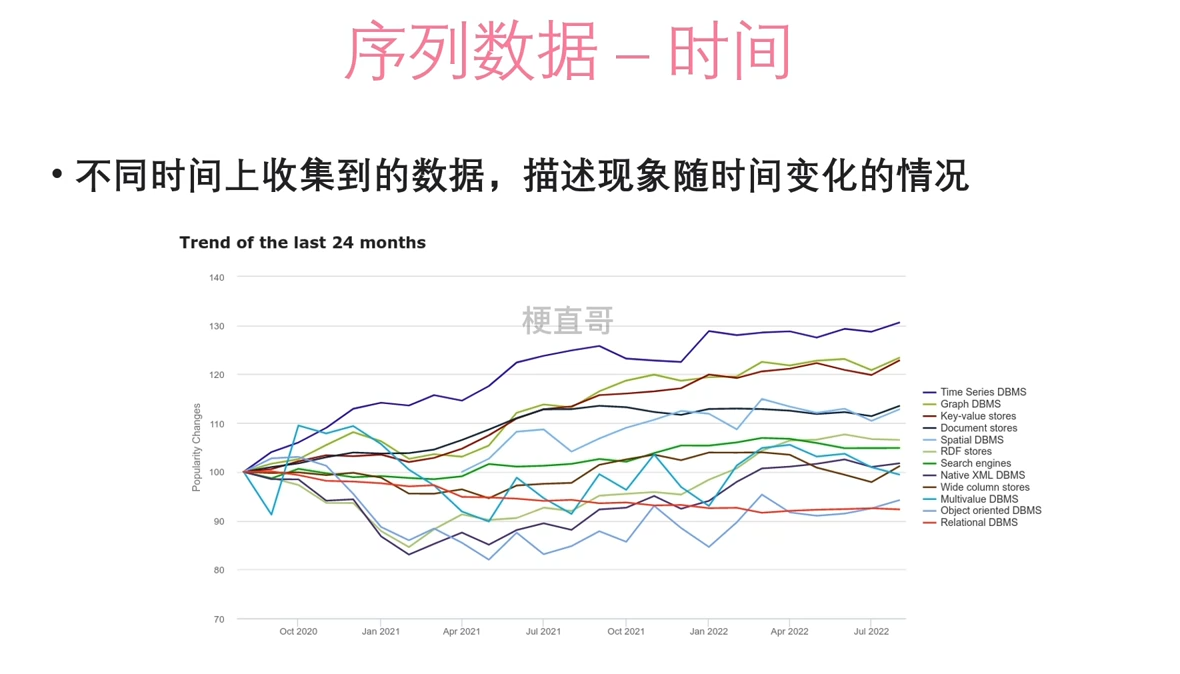 序列数据 – 时间
• 不同时间上收集到的数据，描述现象随时间变化的情况
Trend of the last 24 months
梗直哥
Popularity Changes
140
130
120
110
100
90
80
70
Oct 2020 Jan 2021 Apr 2021 Jul 2021 Oct 2021 Jan 2022 Apr 2022 Jul 2022
Time Series DBMS
Graph DBMS
Key-value stores
Document stores
Spatial DBMS
RDF stores
Search engines
Native XML DBMS
Wide column stores
Multivalue DBMS
Object oriented DBMS
Relational DBMS